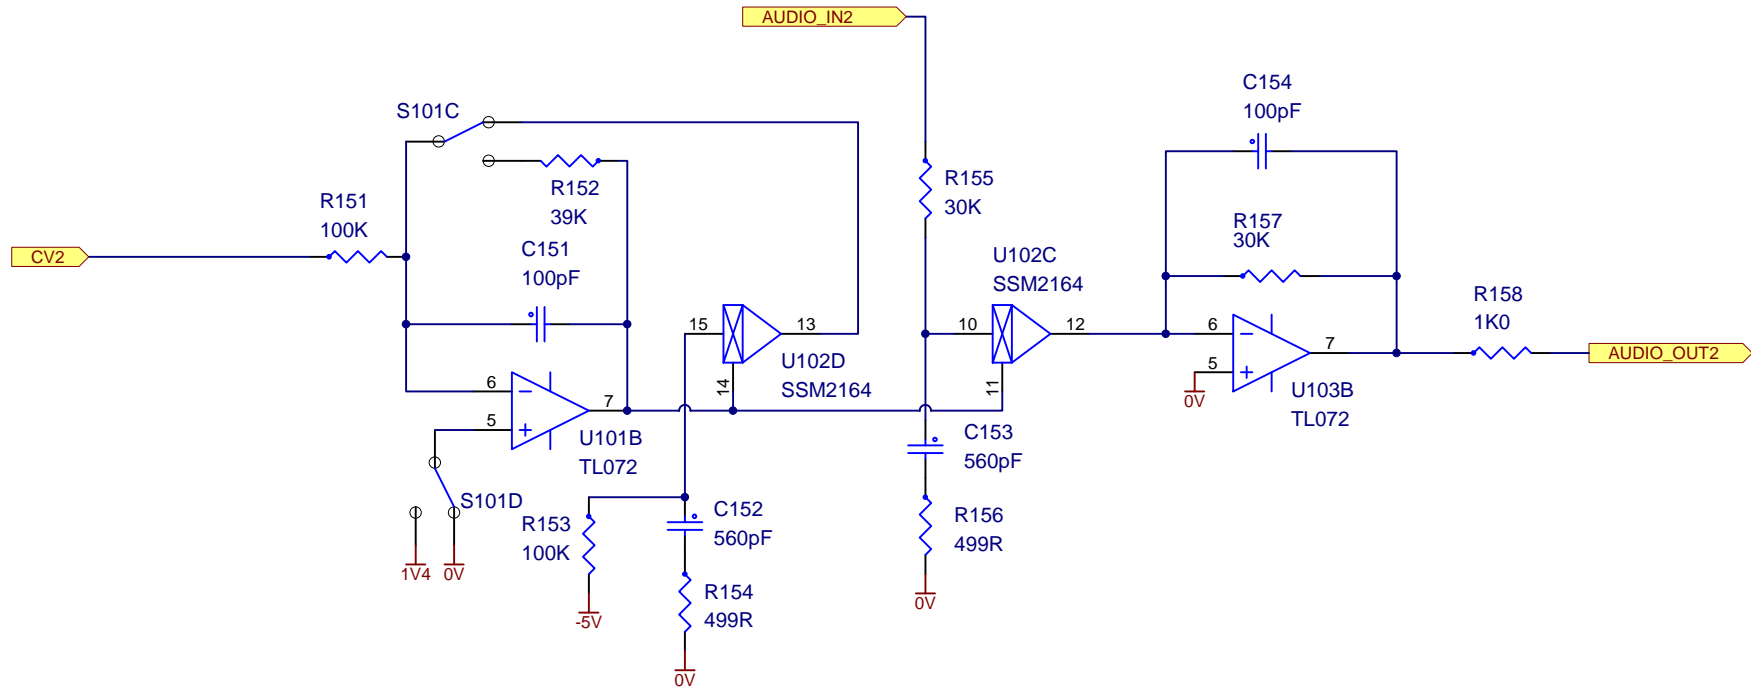 AUDIO_IN2
S101C
C154
100pF
R152
39K
R155
30K
R151
100K
R157
30K
CV2
C151
100pF
U102C
SSM2164
R158
1K0
15
13
10
12
6
7
5
AUDIO_OUT2
U102D
SSM2164
14
11
0V
U103B
TL072
6
7
5
U101B
TL072
C153
560pF
S101D
1V4
0V
R153
100K
C152
560pF
R156
499R
-5V
R154
499R
0V
0V